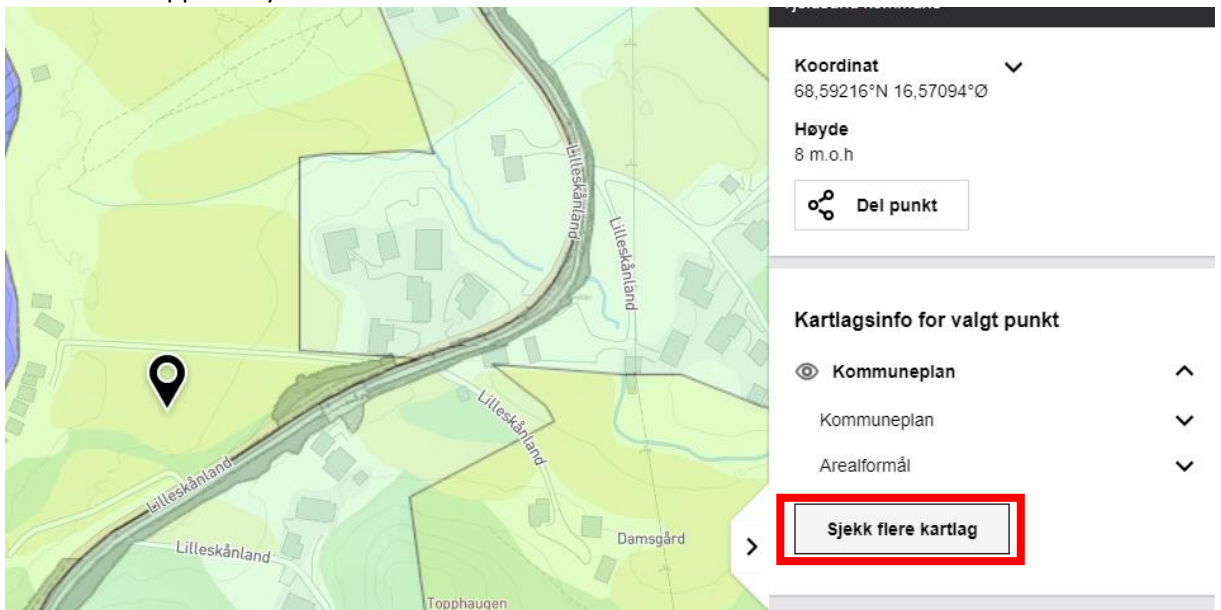 Koordinat
68,59216°N 16,57094°Ø
Høyde
8 m.o.h
Del punkt
Kartlagsinfo for valgt punkt
Kommuneplan
Kommuneplan
Arealformål
Sjekk flere kartlag
Lilleskånland
Lilleskånland
Lilleskånland
Lilleskånland
Lilleskånland
Damsgård
Topphaugen